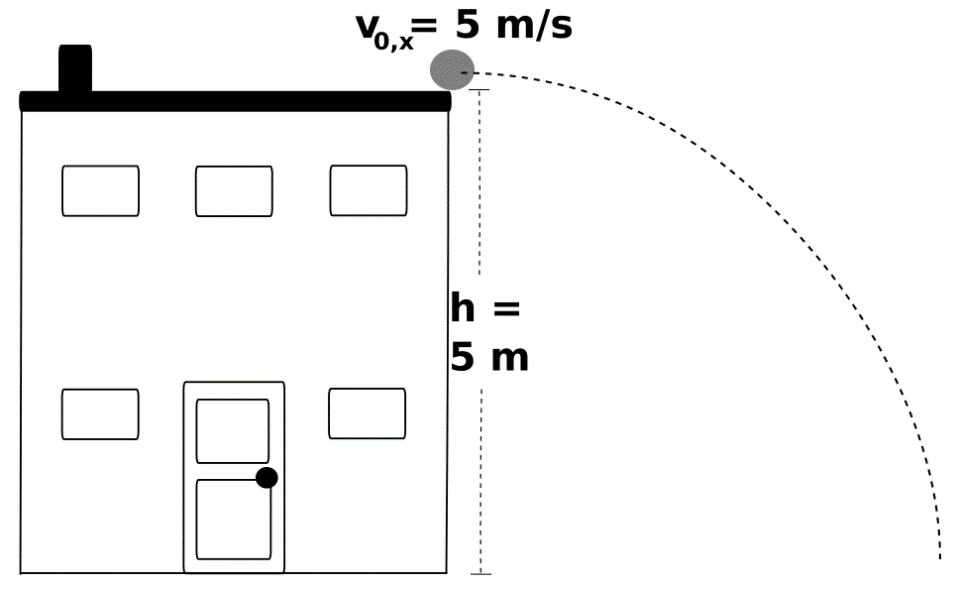 v0,x= 5 m/s
h =
5 m